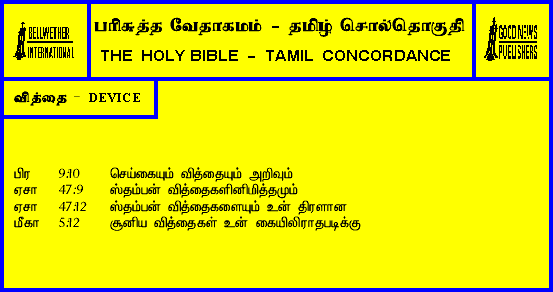 BELLWETHER
INTERNATIONAL
பரிசுத்த வேதாகமம் - தமிழ் சொல்தொகுதி
THE HOLY BIBLE - TAMIL CONCORDANCE
GOOD NEWS
PUBLISHERS
வித்தை - DEVICE
பிர 9:10 செய்கையும் வித்தையும் அறிவும்
ஏசா 47:9 ஸ்தம்பன வித்தைகளினிமித்தமும்
ஏசா 47:12 ஸ்தம்பன வித்தைகளையும் உன் திரளான
மீகா 5:12 சூனிய வித்தைகள் உன் கையிலிராதபடிக்கு